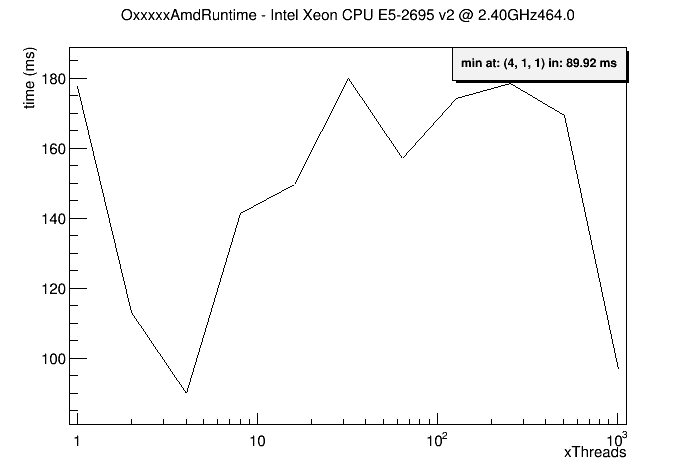 OxxxxxAmdRuntime - Intel Xeon CPU E5-2695 v2 @ 2.40GHz464.0
time (ms)
min at: (4, 1, 1) in: 89.92 ms
180
160
140
120
100
1 10 10² 10³
xThreads